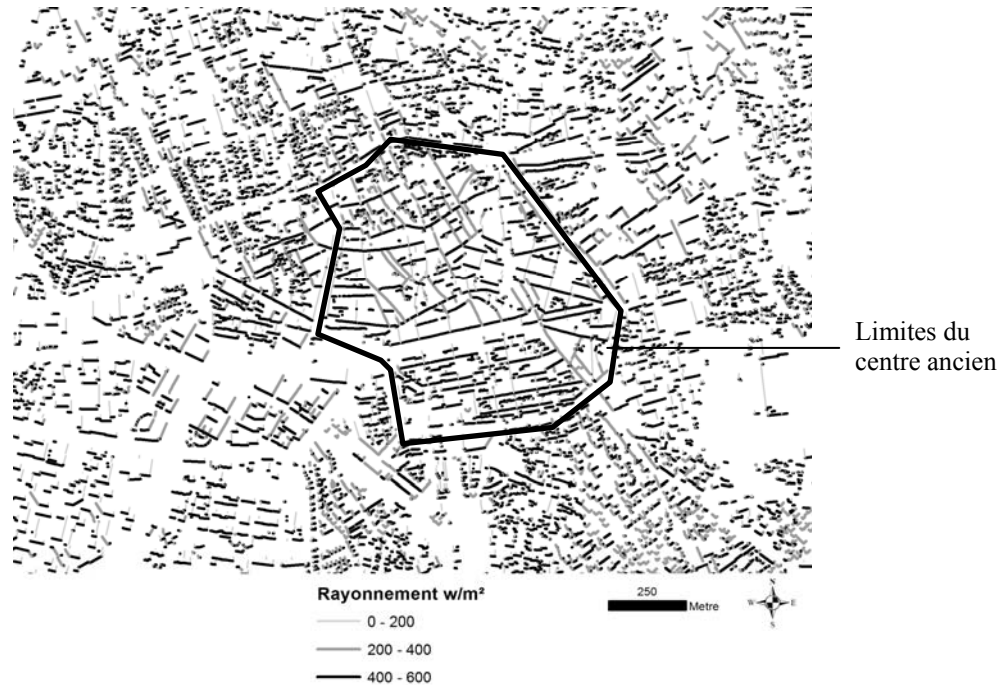 Limites du
centre ancien
Rayonnement w/m²
0 - 200
200 - 400
400 - 600
250
Metre
N
W
E
S